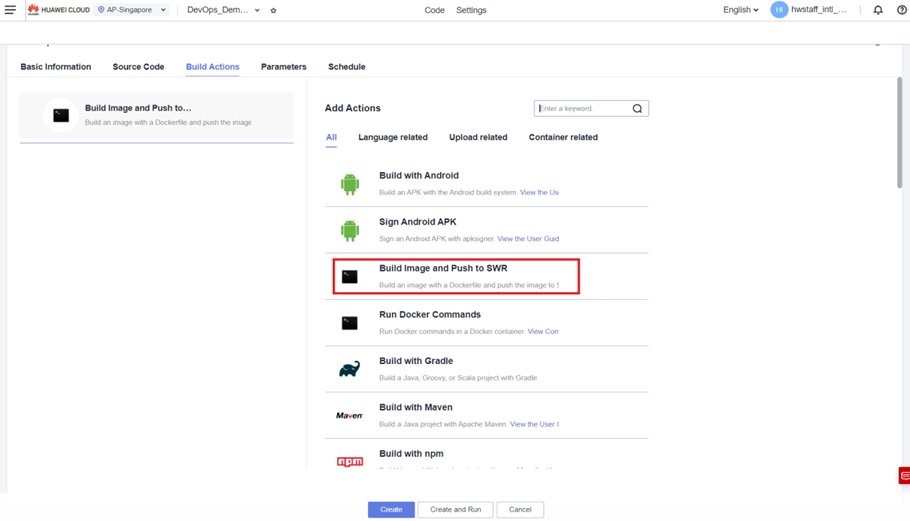 HUAWEI CLOUD AP-Singapore DevOps_Dem... Code Settings English HI hwstaff_intl_...
Basic Information Source Code Build Actions Parameters Schedule
Build Image and Push to...
Build an image with a Dockerfile and push the image
Add Actions
Enter a keyword.
All Language related Upload related Container related
Build with Android
Build an APK with the Android build system. View the Us
Sign Android APK
Sign an Android APK with apksigner. View the User Guid
Build Image and Push to SWR
Build an image with a Dockerfile and push the image to S
Run Docker Commands
Run Docker commands in a Docker container. View Con
Build with Gradle
Build a Java, Groovy, or Scala project with Gradle.
Maven
Build with Maven
Build a Java project with Apache Maven. View the User (
npm
Build with npm
Create Create and Run Cancel